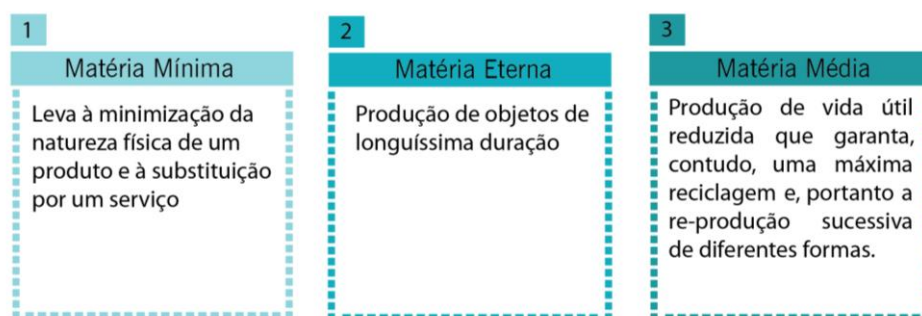 1
Matéria Mínima
Leva à minimização da
natureza física de um
produto e à substituição
por um serviço
2
Matéria Eterna
Produção de objetos de
longuíssima duração
3
Matéria Média
Produção de vida útil
reduzida que garanta,
contudo, uma máxima
reciclagem e, portanto a
re-produção sucessiva
de diferentes formas.